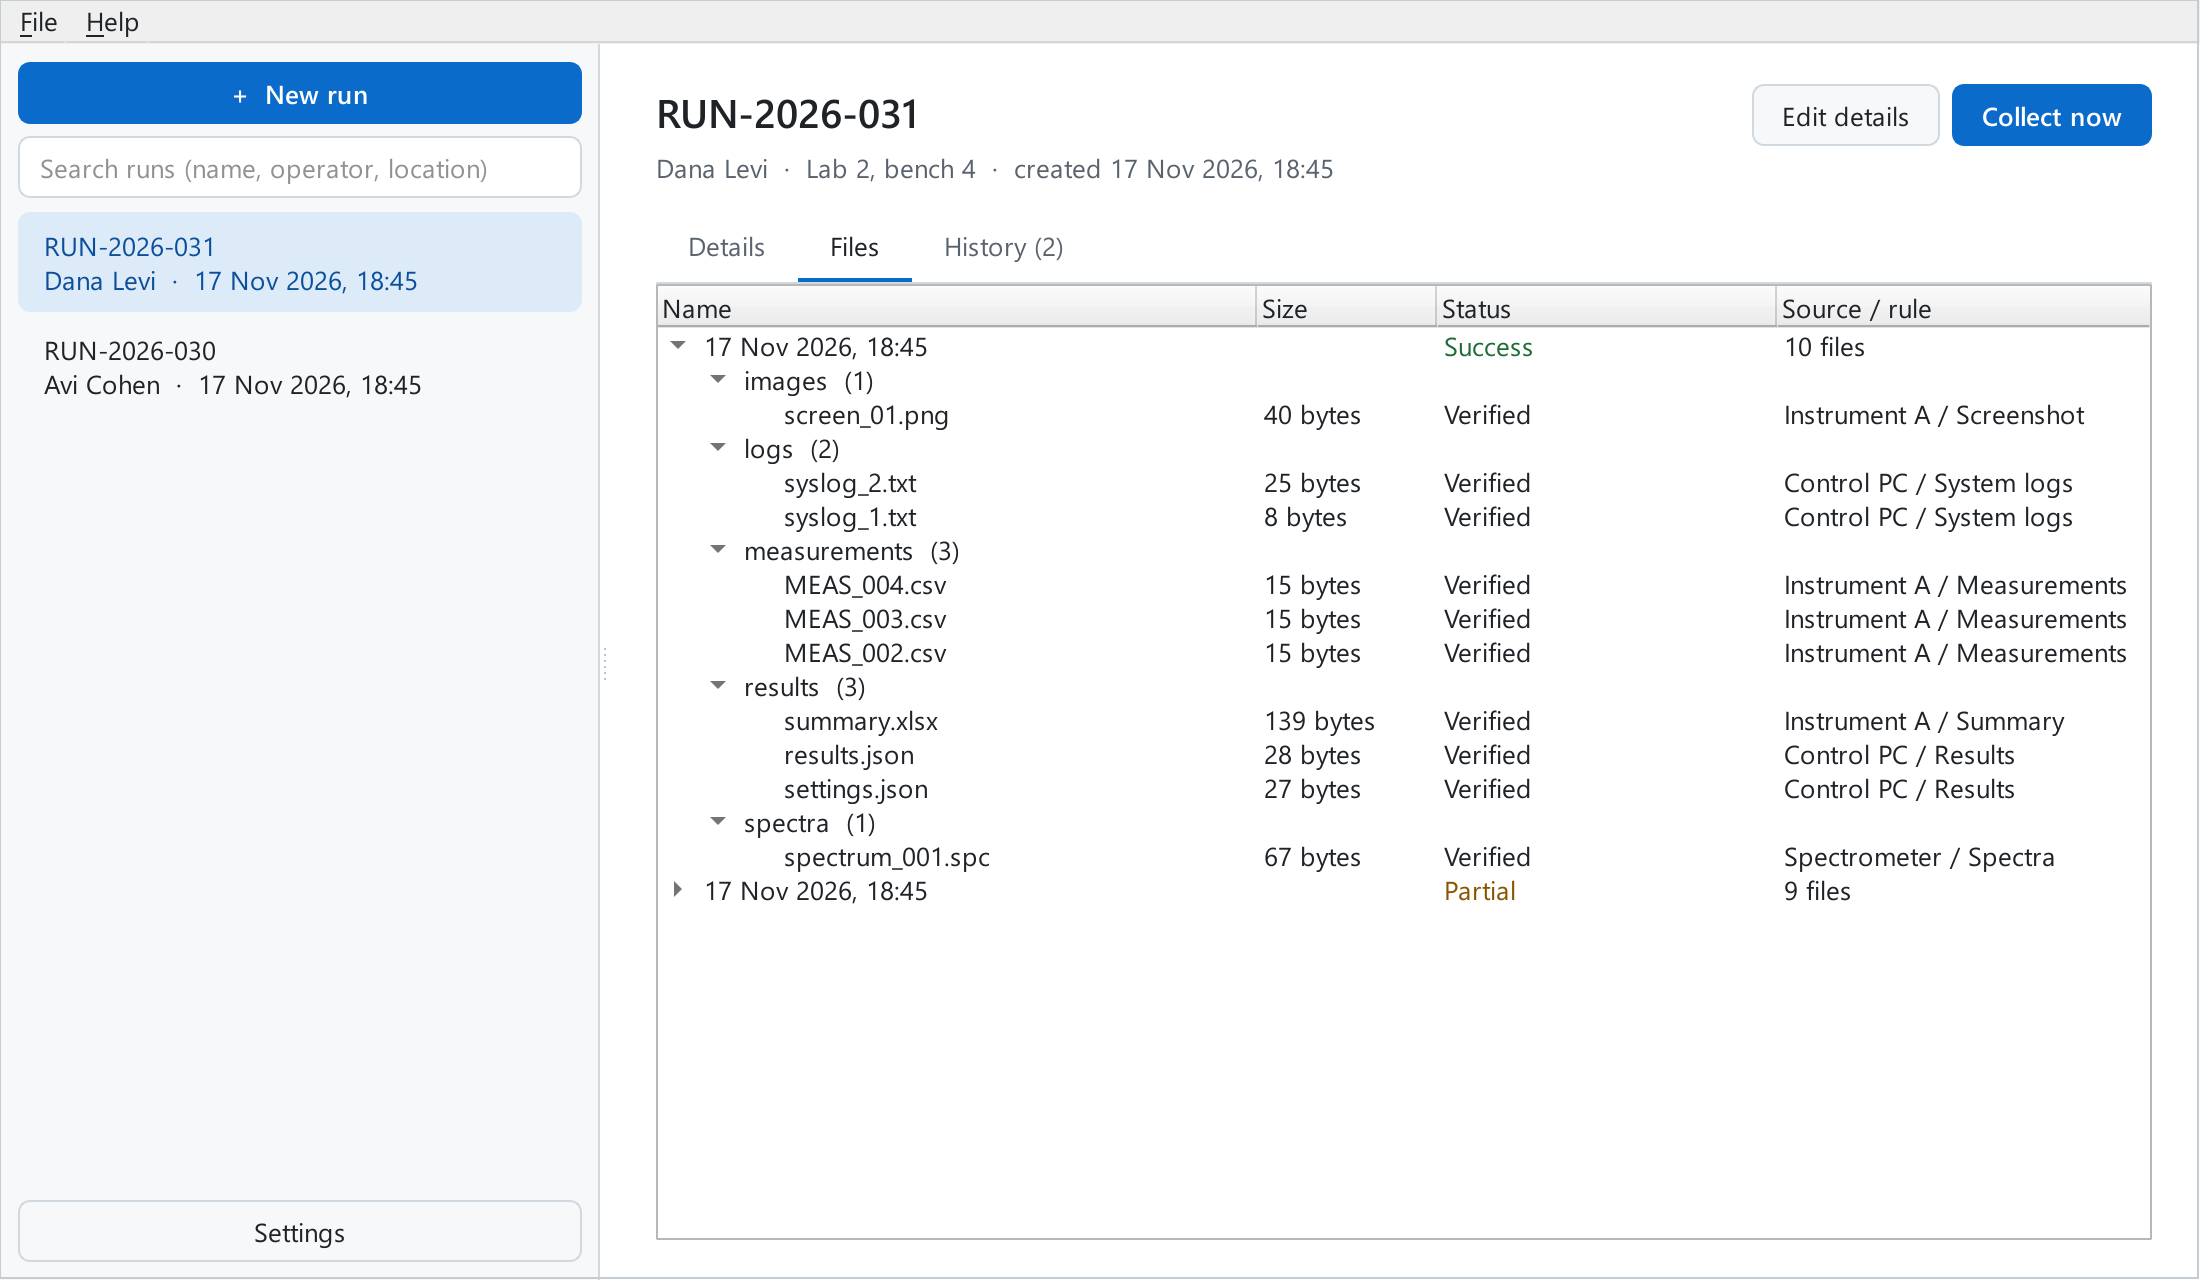 File Help
+ New run
Search runs (name, operator, location)
RUN-2026-031
Dana Levi · 17 Nov 2026, 18:45
RUN-2026-030
Avi Cohen · 17 Nov 2026, 18:45
Settings
RUN-2026-031
Dana Levi · Lab 2, bench 4 · created 17 Nov 2026, 18:45
Edit details
Collect now
Details Files History (2)
Name Size Status Source / rule
17 Nov 2026, 18:45 Success 10 files
images (1)
screen_01.png 40 bytes Verified Instrument A / Screenshot
logs (2)
syslog_2.txt 25 bytes Verified Control PC / System logs
syslog_1.txt 8 bytes Verified Control PC / System logs
measurements (3)
MEAS_004.csv 15 bytes Verified Instrument A / Measurements
MEAS_003.csv 15 bytes Verified Instrument A / Measurements
MEAS_002.csv 15 bytes Verified Instrument A / Measurements
results (3)
summary.xlsx 139 bytes Verified Instrument A / Summary
results.json 28 bytes Verified Control PC / Results
settings.json 27 bytes Verified Control PC / Results
spectra (1)
spectrum_001.spc 67 bytes Verified Spectrometer / Spectra
17 Nov 2026, 18:45 Partial 9 files